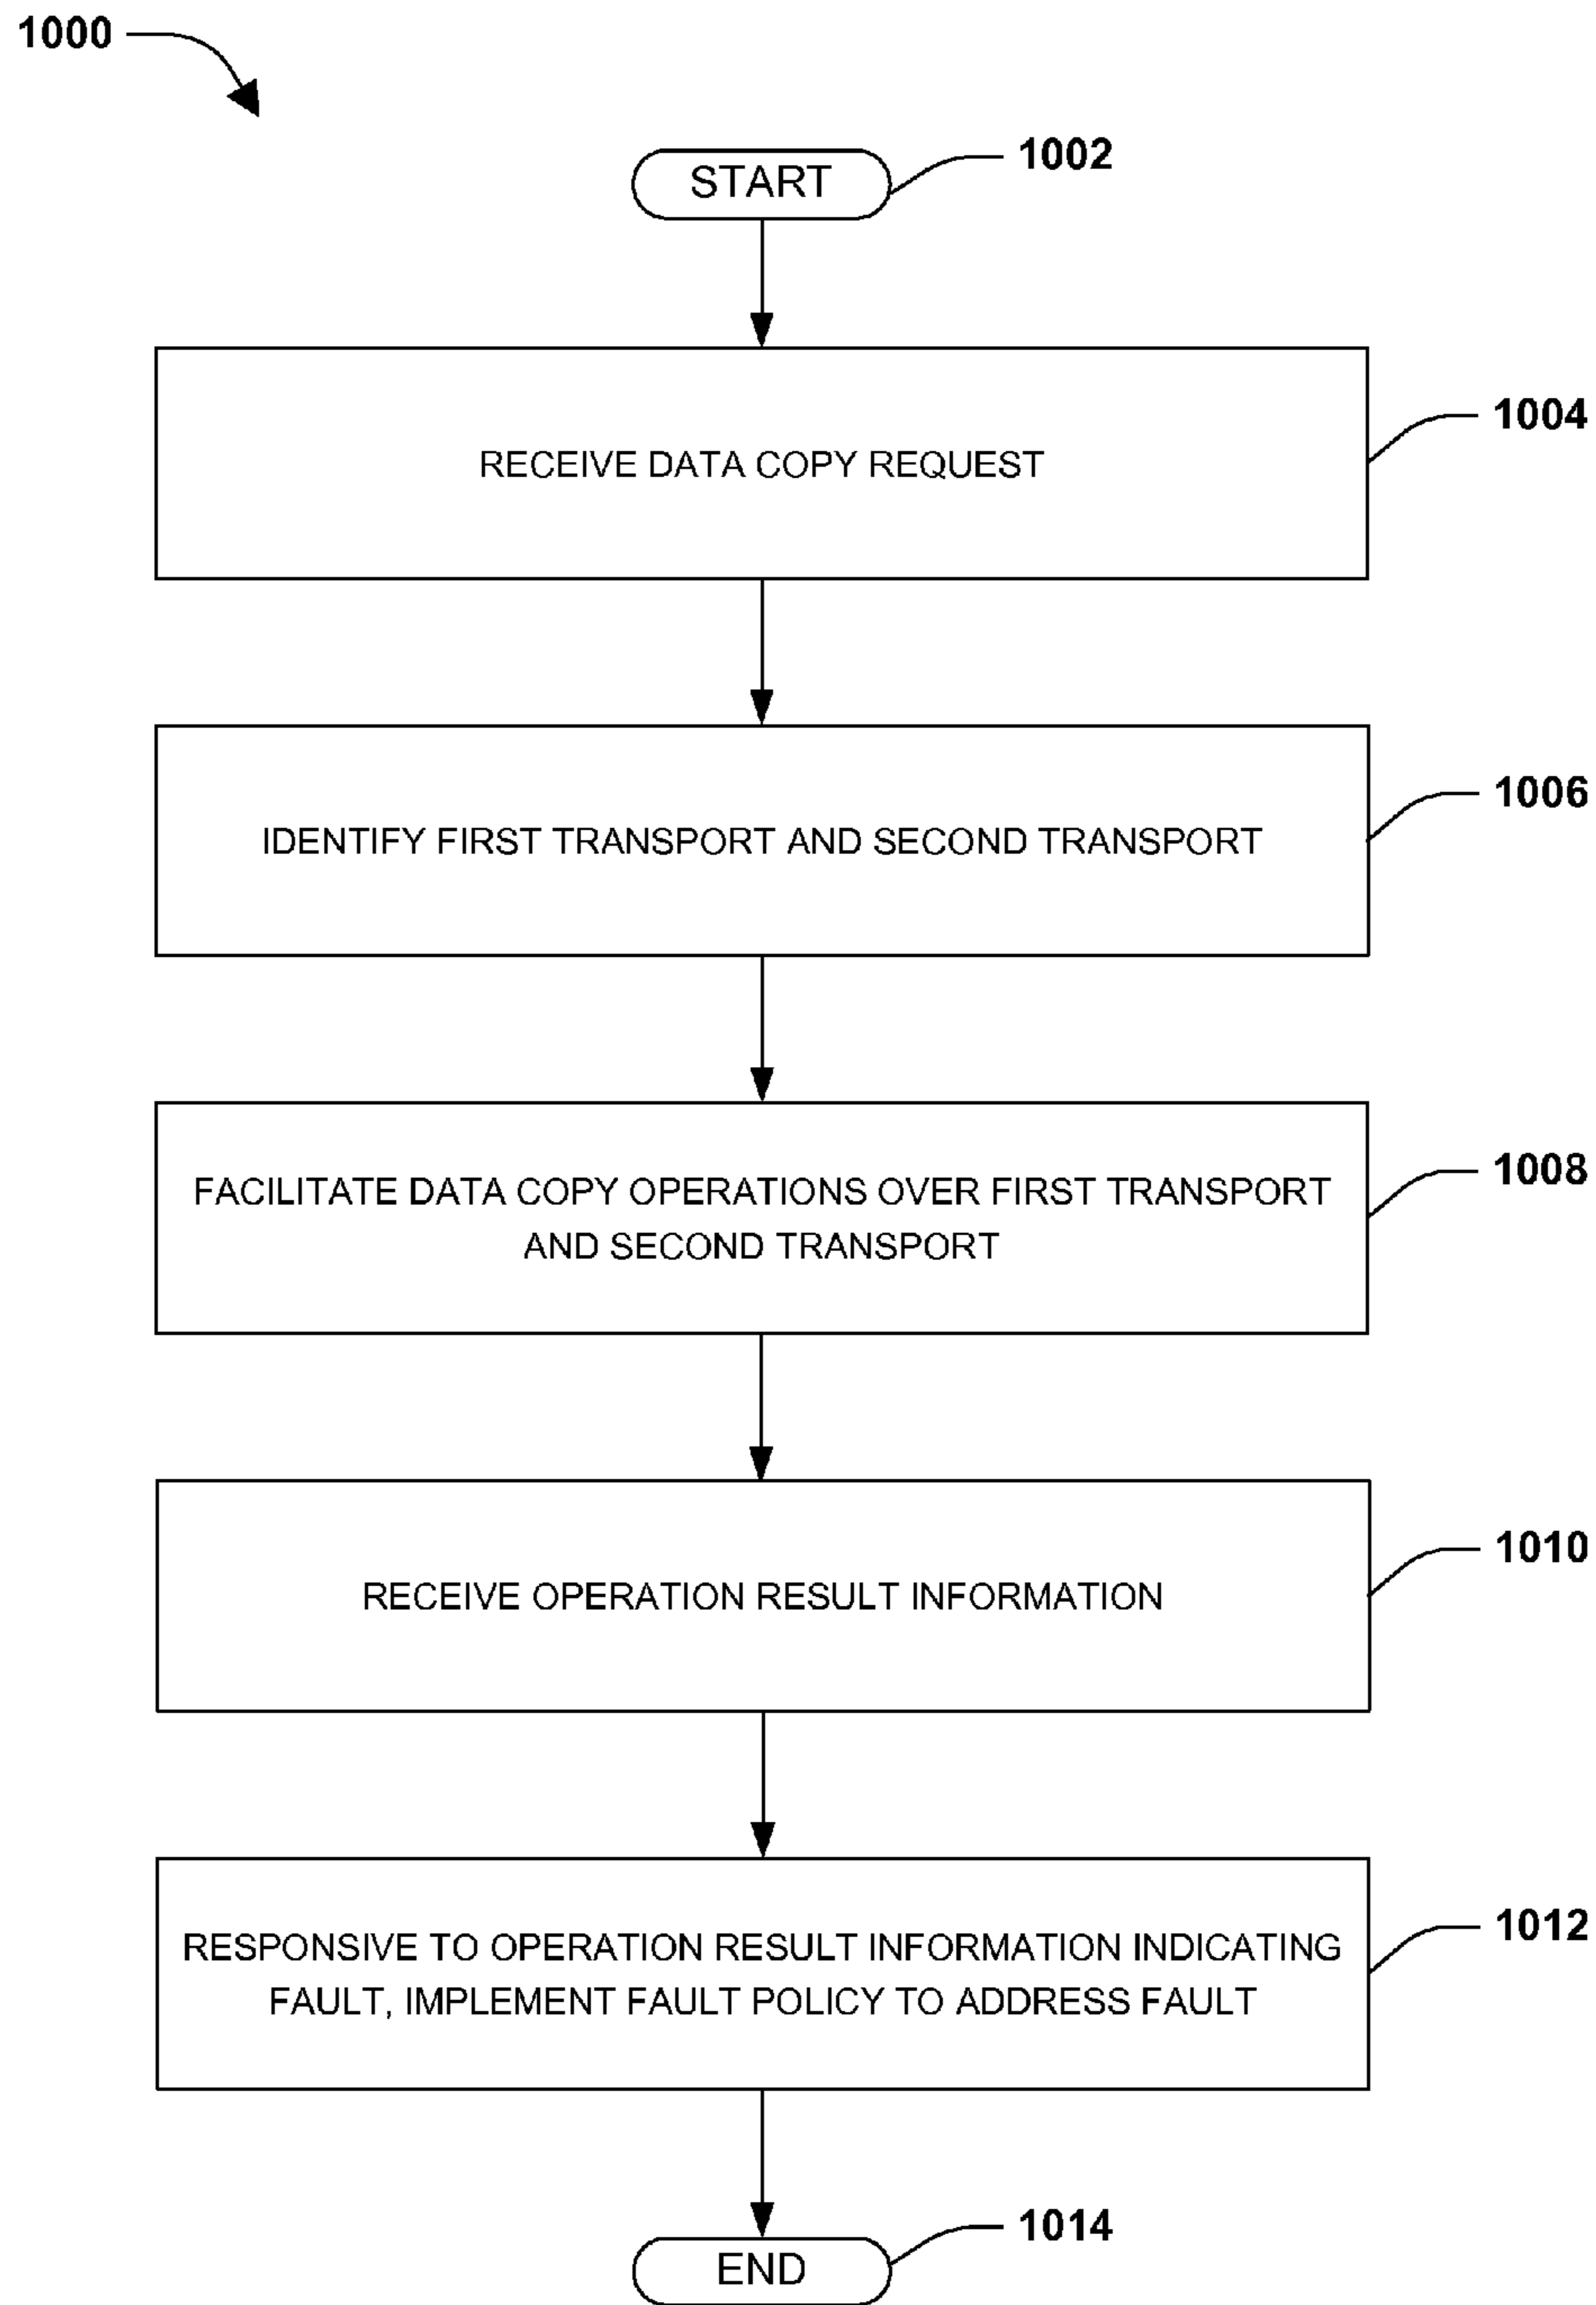 1000
START
1002
RECEIVE DATA COPY REQUEST
1004
IDENTIFY FIRST TRANSPORT AND SECOND TRANSPORT
1006
FACILITATE DATA COPY OPERATIONS OVER FIRST TRANSPORT
AND SECOND TRANSPORT
1008
RECEIVE OPERATION RESULT INFORMATION
1010
RESPONSIVE TO OPERATION RESULT INFORMATION INDICATING
FAULT, IMPLEMENT FAULT POLICY TO ADDRESS FAULT
1012
END
1014